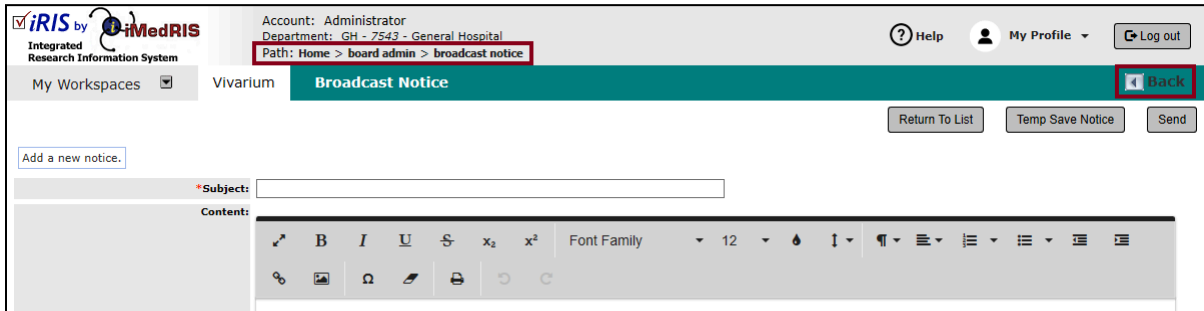 iRIS by iMedRIS
Integrated
Research Information System
Account: Administrator
Department: GH - 7543 - General Hospital
Path: Home > board admin > broadcast notice
? Help
My Profile
Log out
My Workspaces
Vivarium
Broadcast Notice
Back
Return To List
Temp Save Notice
Send
Add a new notice.
*Subject:
Content:
B I U S x₂ x² Font Family 12 ¶
Ω